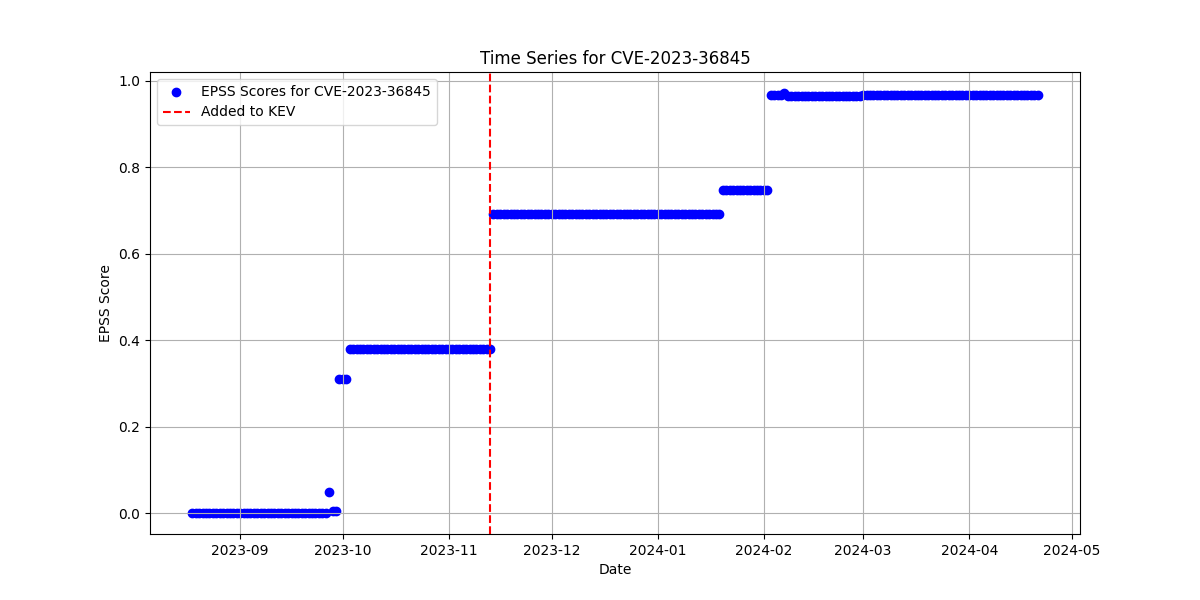 Time Series for CVE-2023-36845
EPSS Scores for CVE-2023-36845
Added to KEV
EPSS Score
1.0
0.8
0.6
0.4
0.2
0.0
2023-09 2023-10 2023-11 2023-12 2024-01 2024-02 2024-03 2024-04 2024-05
Date